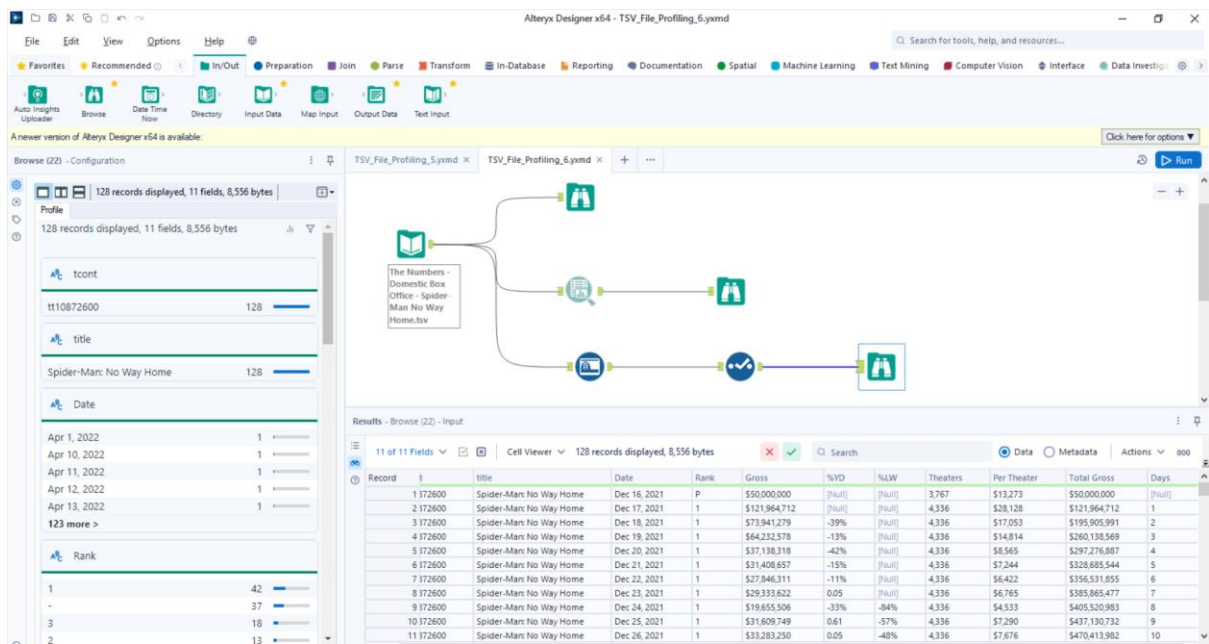 Alteryx Designer x64 - TSV_File_Profiling_6.yxmd
File Edit View Options Help
Search for tools, help, and resources...
Favorites Recommended In/Out Preparation Join Parse Transform In-Database Reporting Documentation Spatial Machine Learning Text Mining Computer Vision Interface Data Investig
Auto Insights Uploader Browse Date Time Now Directory Input Data Map Input Output Data Text Input
A newer version of Alteryx Designer x64 is available: Click here for options ▼
Browse (22) - Configuration
128 records displayed, 11 fields, 8,556 bytes
Profile
128 records displayed, 11 fields, 8,556 bytes
ABC tcont
tt10872600 128
ABC title
Spider-Man: No Way Home 128
ABC Date
Apr 1, 2022 1
Apr 10, 2022 1
Apr 11, 2022 1
Apr 12, 2022 1
Apr 13, 2022 1
123 more >
ABC Rank
1 42
- 37
3 18
2 13
TSV_File_Profiling_5.yxmd × TSV_File_Profiling_6.yxmd × + ... Run
The Numbers -
Domestic Box
Office - Spider-
Man No Way
Home.tsv
Results - Browse (22) - Input
11 of 11 Fields Cell Viewer 128 records displayed, 8,556 bytes Search Data Metadata Actions 000
Record t title Date Rank Gross %YD %LW Theaters Per Theater Total Gross Days
1 372600 Spider-Man: No Way Home Dec 16, 2021 P $50,000,000 [Null] [Null] 3,767 $13,273 $50,000,000 [Null]
2 372600 Spider-Man: No Way Home Dec 17, 2021 1 $121,964,712 [Null] [Null] 4,336 $28,128 $121,964,712 1
3 372600 Spider-Man: No Way Home Dec 18, 2021 1 $73,941,279 -39% [Null] 4,336 $17,053 $195,905,991 2
4 372600 Spider-Man: No Way Home Dec 19, 2021 1 $64,232,578 -13% [Null] 4,336 $14,814 $260,138,569 3
5 372600 Spider-Man: No Way Home Dec 20, 2021 1 $37,138,318 -42% [Null] 4,336 $8,565 $297,276,887 4
6 372600 Spider-Man: No Way Home Dec 21, 2021 1 $31,408,657 -15% [Null] 4,336 $7,244 $328,685,544 5
7 372600 Spider-Man: No Way Home Dec 22, 2021 1 $27,846,311 -11% [Null] 4,336 $6,422 $356,531,855 6
8 372600 Spider-Man: No Way Home Dec 23, 2021 1 $29,333,622 0.05 [Null] 4,336 $6,765 $385,865,477 7
9 372600 Spider-Man: No Way Home Dec 24, 2021 1 $19,655,506 -33% -84% 4,336 $4,533 $405,520,983 8
10 372600 Spider-Man: No Way Home Dec 25, 2021 1 $31,609,749 0.61 -57% 4,336 $7,290 $437,130,732 9
11 372600 Spider-Man: No Way Home Dec 26, 2021 1 $33,283,250 0.05 -48% 4,336 $7,676 $470,413,982 10